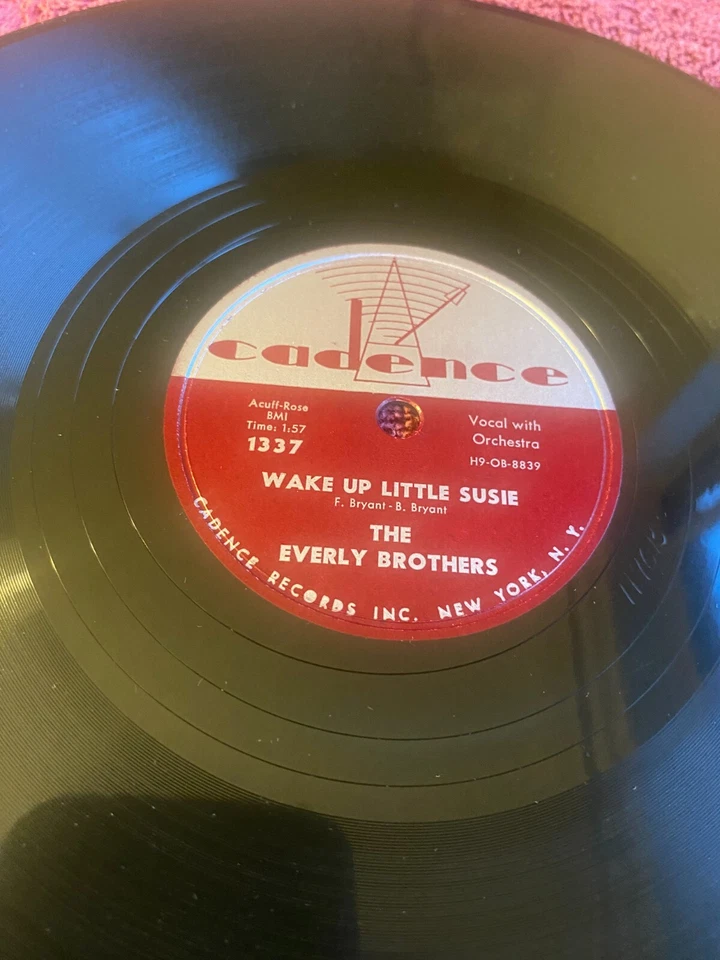 cadence
Acuff-Rose
BMI
Time: 1:57
1337
Vocal with
Orchestra
H9-OB-8839
WAKE UP LITTLE SUSIE
F. Bryant - B. Bryant
THE
EVERLY BROTHERS
CADENCE RECORDS INC. NEW YORK, N. Y.